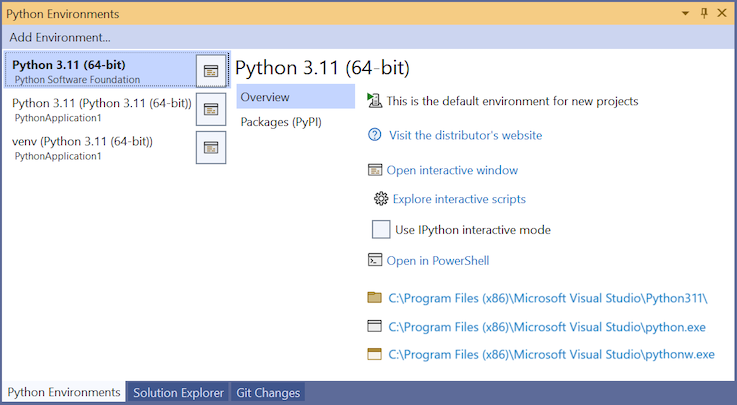 Python Environments
Add Environment...
Python 3.11 (64-bit)
Python Software Foundation
Python 3.11 (Python 3.11 (64-bit))
PythonApplication1
venv (Python 3.11 (64-bit))
PythonApplication1
Python 3.11 (64-bit)
Overview
Packages (PyPI)
This is the default environment for new projects
Visit the distributor's website
Open interactive window
Explore interactive scripts
Use IPython interactive mode
Open in PowerShell
C:\Program Files (x86)\Microsoft Visual Studio\Python311\
C:\Program Files (x86)\Microsoft Visual Studio\python.exe
C:\Program Files (x86)\Microsoft Visual Studio\pythonw.exe
Python Environments Solution Explorer Git Changes